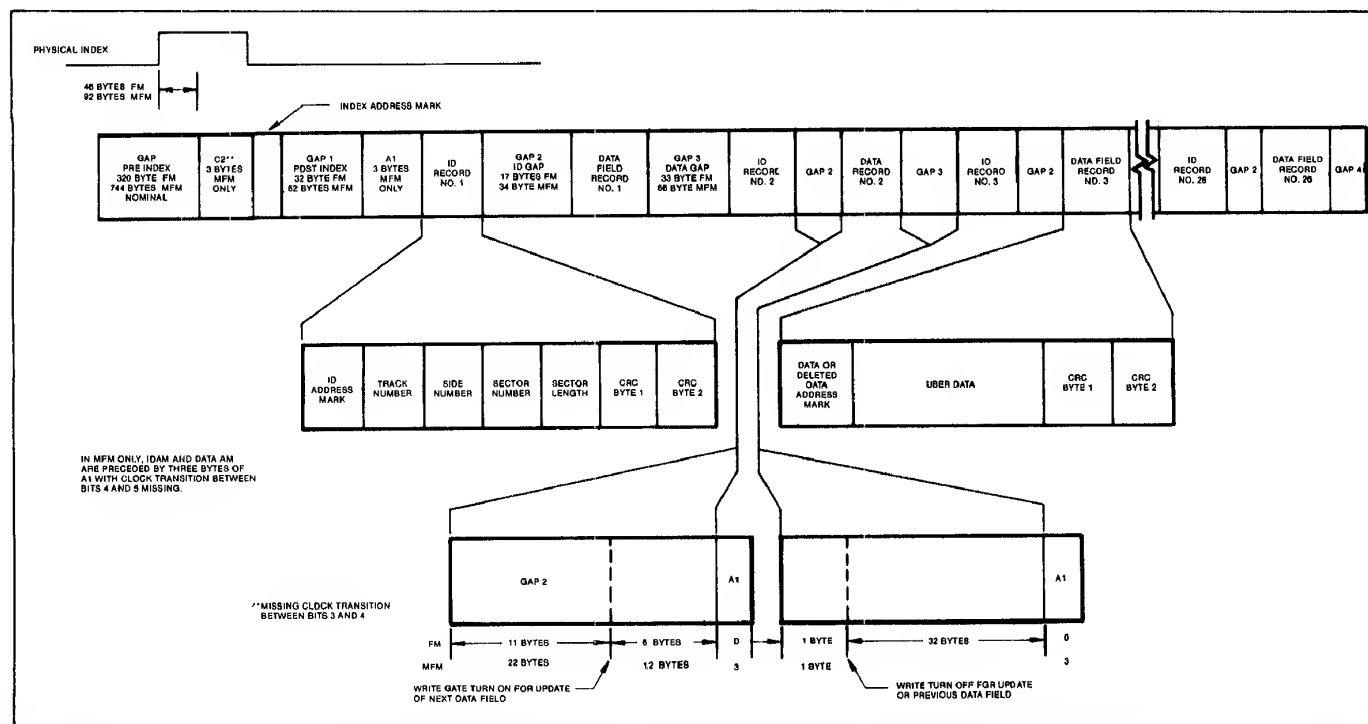 PHYSICAL INDEX
46 BYTES FM
92 BYTES MFM
INDEX ADDRESS MARK
GAP
PRE INDEX
320 BYTE FM
744 BYTES MFM
NOMINAL
C2**
3 BYTES
MFM
ONLY
GAP 1
PDST INDEX
32 BYTE FM
62 BYTES MFM
A1
3 BYTES
MFM
ONLY
ID
RECORD
NO. 1
GAP 2
ID GAP
17 BYTES FM
34 BYTE MFM
DATA
FIELD
RECORD
NO. 1
GAP 3
DATA GAP
33 BYTE FM
66 BYTE MFM
IO
RECORD
ND. 2
GAP 2
DATA
RECORD
NO. 2
GAP 3
IO
RECORD
NO. 3
GAP 2
DATA FIELD
RECORD
ND. 3
ID
RECORD
NO. 26
GAP 2
DATA FIELD
RECORD
NO. 26
GAP 4
ID
ADDRESS
MARK
TRACK
NUMBER
SIDE
NUMBER
SECTOR
NUMBER
SECTOR
LENGTH
CRC
BYTE 1
CRC
BYTE 2
DATA OR
DELETED
DATA
ADDRESS
MARK
UBER DATA
CRC
BYTE 1
CRC
BYTE 2
IN MFM ONLY, IDAM AND DATA AM
ARE PRECEDED BY THREE BYTES OF
A1 WITH CLOCK TRANSITION BETWEEN
BITS 4 AND 5 MISSING.
GAP 2
A1
A1
**MISSING CLOCK TRANSITION
BETWEEN BITS 3 AND 4
FM 11 BYTES 6 BYTES D 1 BYTE 32 BYTES 0
MFM 22 BYTES 12 BYTES 3 1 BYTE 3
WRITE GATE TURN ON FOR UPDATE
OF NEXT DATA FIELD
WRITE TURN OFF FGR UPDATE
OR PREVIOUS DATA FIELD